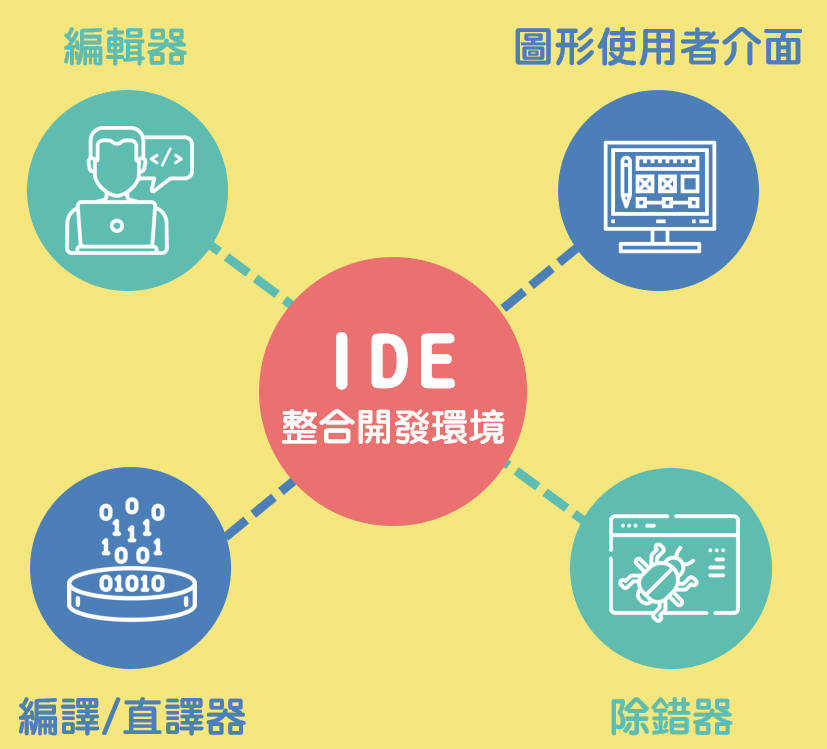 編輯器
圖形使用者介面
</>
IDE
整合開發環境
0 0 0
1 1 1
1 0 0 1
01010
編譯/直譯器
除錯器